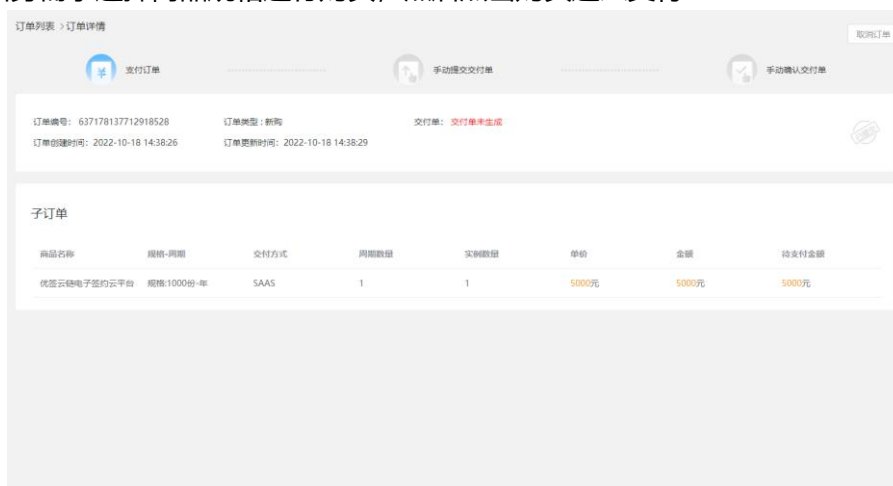 订单列表 >订单详情
取消订单
支付订单
手动提交交付单
手动确认交付单
订单编号: 637178137712918528
订单类型:新购
交付单: 交付单未生成
订单创建时间: 2022-10-18 14:38:26
订单更新时间: 2022-10-18 14:38:29
子订单
商品名称 规格-周期 交付方式 周期数量 实例数量 单价 金额 待支付金额
优签云链电子签约云平台 规格:1000份-年 SAAS 1 1 5000元 5000元 5000元